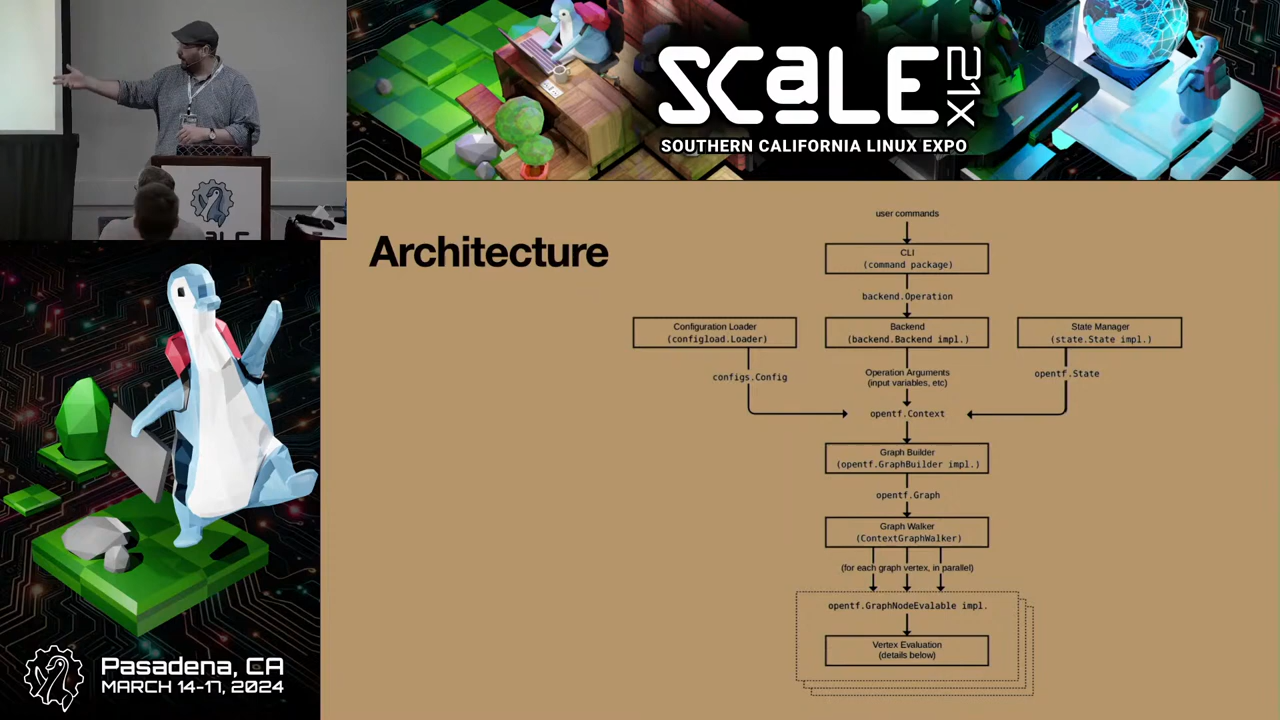 SCaLE 21X
SOUTHERN CALIFORNIA LINUX EXPO
Architecture
user commands
CLI
(command package)
backend.Operation
Configuration Loader
(configload.Loader)
Backend
(backend.Backend impl.)
State Manager
(state.State impl.)
configs.Config
Operation Arguments
(input variables, etc)
opentf.State
opentf.Context
Graph Builder
(opentf.GraphBuilder impl.)
opentf.Graph
Graph Walker
(ContextGraphWalker)
(for each graph vertex, in parallel)
opentf.GraphNodeEvalable impl.
Vertex Evaluation
(details below)
Pasadena, CA
MARCH 14-17, 2024